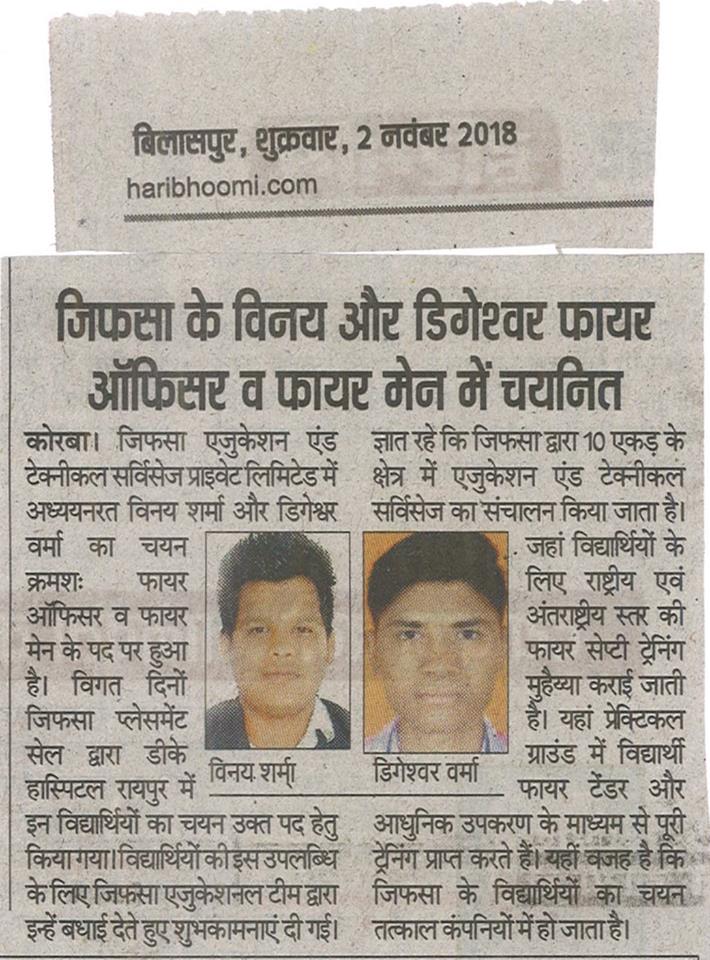 बिलासपुर, शुक्रवार, 2 नवंबर 2018
haribhoomi.com
जिफसा के विनय और डिगेश्वर फायर
ऑफिसर व फायर मेन में चयनित
कोरबा। जिफसा एजुकेशन एंड
टेक्नीकल सर्विसेज प्राइवेट लिमिटेड में
अध्ययनरत विनय शर्मा और डिगेश्वर
वर्मा का चयन
क्रमशः फायर
ऑफिसर व फायर
मेन के पद पर हुआ
है। विगत दिनों
जिफसा प्लेसमेंट
सेल द्वारा डीके
हास्पिटल रायपुर में
इन विद्यार्थियों का चयन उक्त पद हेतु
किया गया। विद्यार्थियों की इस उपलब्धि
के लिए जिफसा एजुकेशनल टीम द्वारा
इन्हें बधाई देते हुए शुभकामनाएं दी गई।
विनय शर्मा
डिगेश्वर वर्मा
ज्ञात रहे कि जिफसा द्वारा 10 एकड़ के
क्षेत्र में एजुकेशन एंड टेक्नीकल
सर्विसेज का संचालन किया जाता है।
जहां विद्यार्थियों के
लिए राष्ट्रीय एवं
अंतराष्ट्रीय स्तर की
फायर सेप्टी ट्रेनिंग
मुहैय्या कराई जाती
है। यहां प्रेक्टिकल
ग्राउंड में विद्यार्थी
फायर टेंडर और
आधुनिक उपकरण के माध्यम से पूरी
ट्रेनिंग प्राप्त करते हैं। यही वजह है कि
जिफसा के विद्यार्थियों का चयन
तत्काल कंपनियों में हो जाता है।